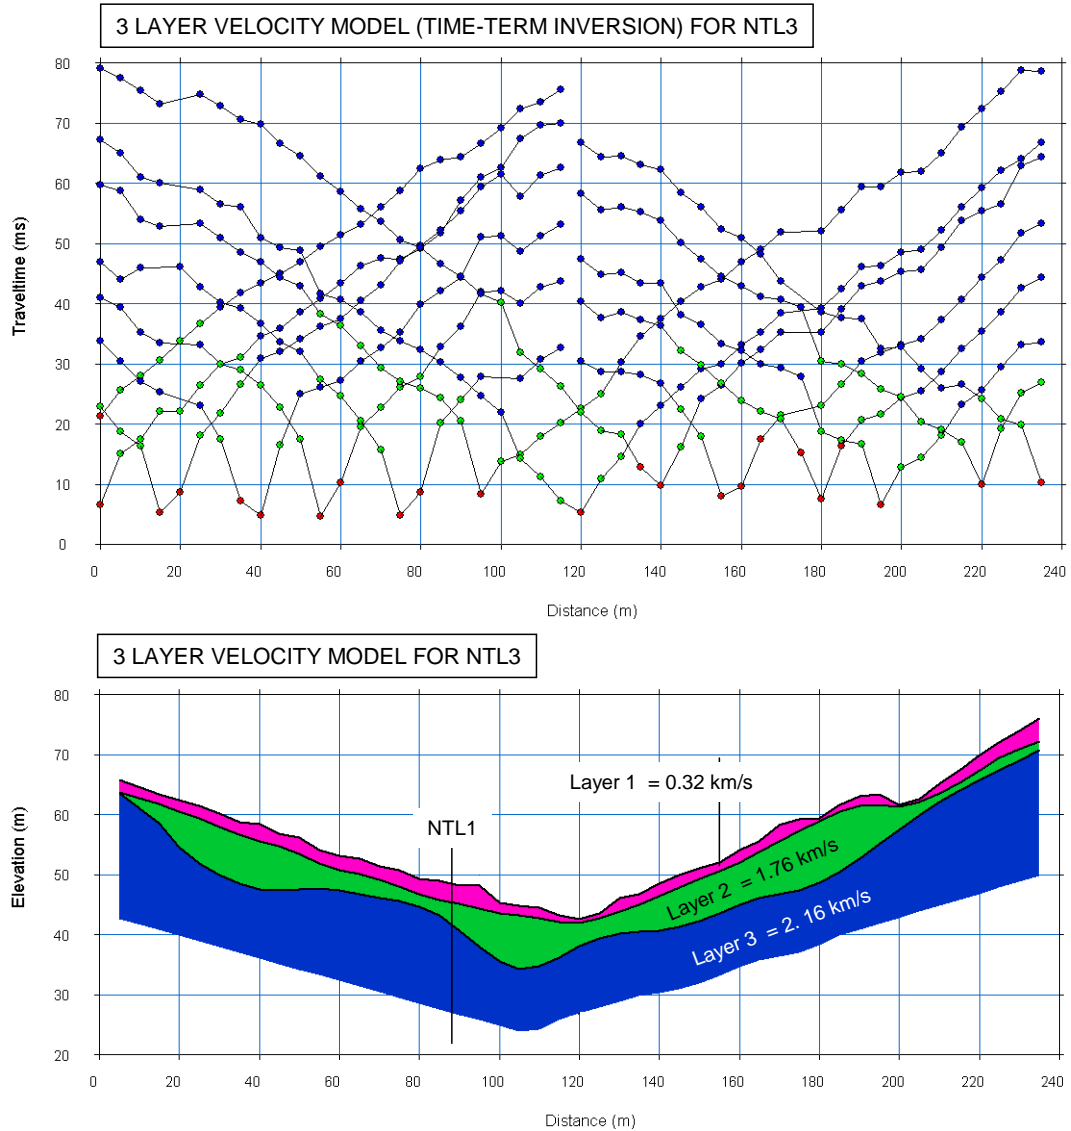 3 LAYER VELOCITY MODEL (TIME-TERM INVERSION) FOR NTL3
80
70
60
50
40
30
20
10
0
Traveltime (ms)
0 20 40 60 80 100 120 140 160 180 200 220 240
Distance (m)
3 LAYER VELOCITY MODEL FOR NTL3
80
70
60
50
40
30
20
Elevation (m)
Layer 1 = 0.32 km/s
NTL1
Layer 2 = 1.76 km/s
Layer 3 = 2. 16 km/s
0 20 40 60 80 100 120 140 160 180 200 220 240
Distance (m)